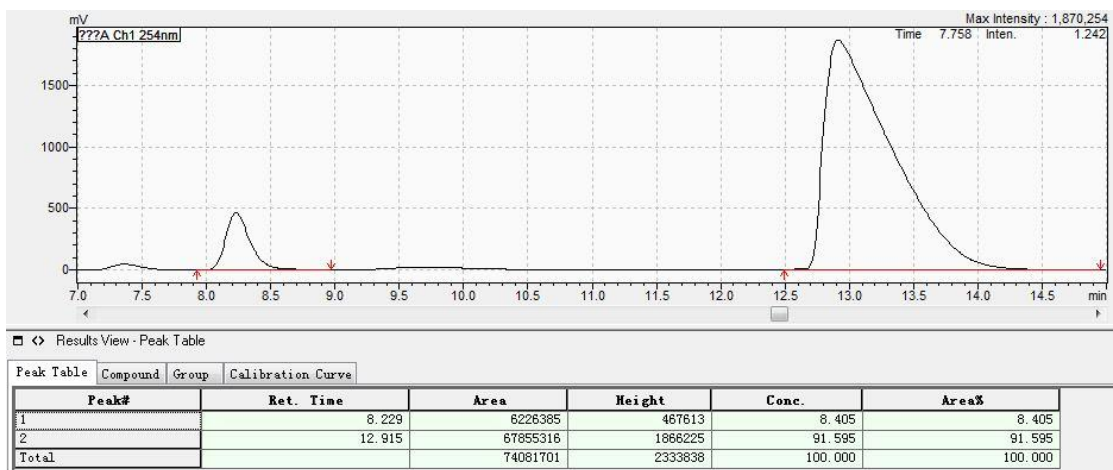 mV Max Intensity : 1,870,254
???A Ch1 254nm Time 7.758 Inten. 1.242
1500
1000
500
0
7.0 7.5 8.0 8.5 9.0 9.5 10.0 10.5 11.0 11.5 12.0 12.5 13.0 13.5 14.0 14.5 min
Results View - Peak Table
Peak Table Compound Group Calibration Curve
Peak# Ret. Time Area Height Conc. Area%
1 8.229 6226385 467613 8.405 8.405
2 12.915 67855316 1866225 91.595 91.595
Total 74081701 2333838 100.000 100.000